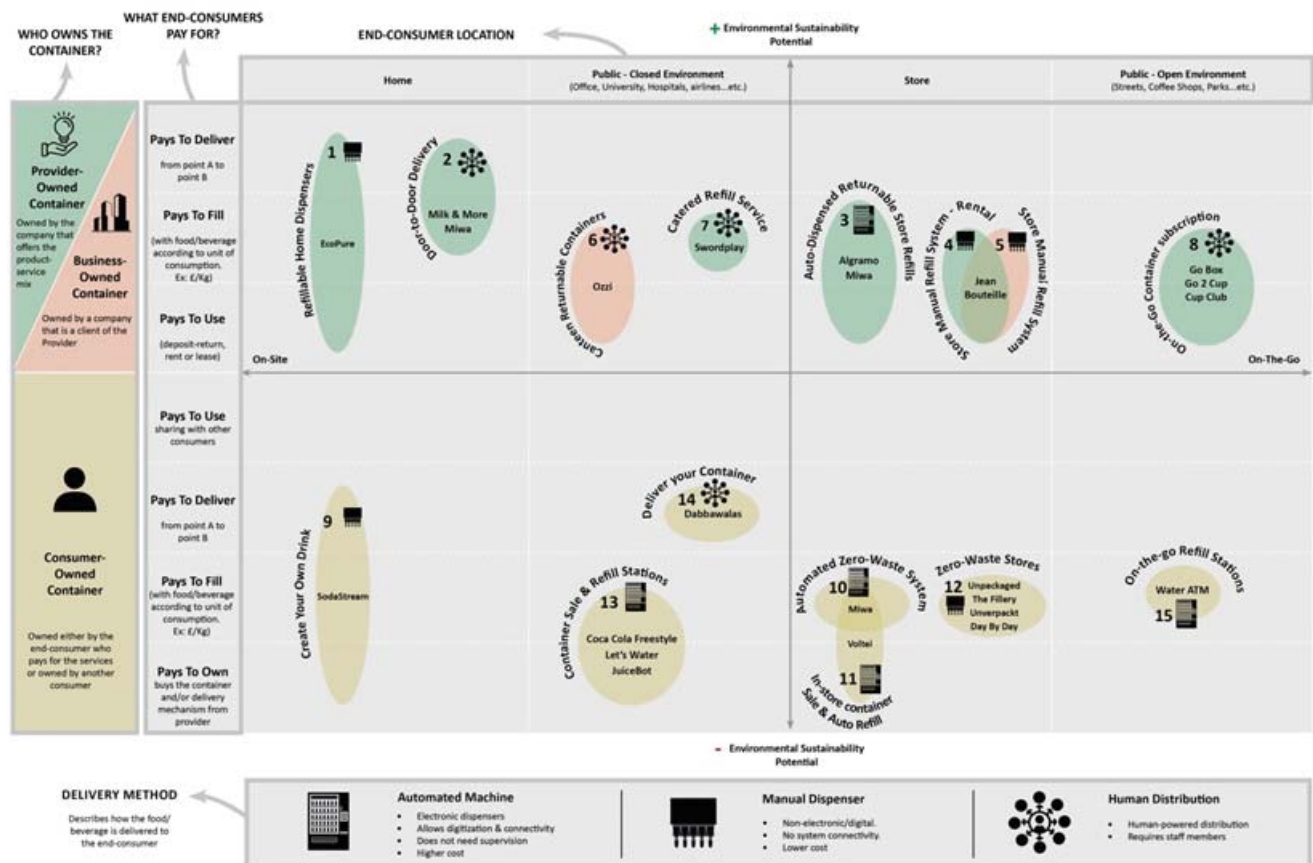 WHO OWNS THE
CONTAINER?
WHAT END-CONSUMERS
PAY FOR?
END-CONSUMER LOCATION
+ Environmental Sustainability
Potential
Home
Public - Closed Environment
(Office, University, Hospitals, airlines...etc.)
Store
Public - Open Environment
(Streets, Coffee Shops, Parks...etc.)
Provider-
Owned
Container
Owned by the
company that
offers the
product-
service
mix
Business-
Owned
Container
Owned by a company
that is a client of the
Provider
Pays To Deliver
from point A to
point B
Pays To Fill
(with food/beverage
according to unit of
consumption.
Ex: £/Kg)
Pays To Use
(deposit-return,
rent or lease)
Refillable Home Dispensers
1
EcoPure
Door-to-Door Delivery
2
Milk & More
Miwa
Canteen Returnable Containers
6
Ozzi
Catered Refill Service
7
Swordplay
Auto-Dispensed Returnable Store Refills
3
Algramo
Miwa
Store Manual Refill System - Rental
4
5
Store Manual Refill System
Jean
Bouteille
On-the-Go Container subscription
8
Go Box
Go 2 Cup
Cup Club
On-Site
On-The-Go
Consumer-
Owned
Container
Owned either by the
end-consumer who
pays for the services
or owned by another
consumer
Pays To Use
sharing with other
consumers
Pays To Deliver
from point A to
point B
Pays To Fill
(with food/beverage
according to unit of
consumption.
Ex: £/Kg)
Pays To Own
buys the container
and/or delivery
mechanism from
provider
Create Your Own Drink
9
SodaStream
Deliver your Container
14
Dabbawalas
Container Sale & Refill Stations
13
Coca Cola Freestyle
Let's Water
JuiceBot
Automated Zero-Waste System
10
Miwa
Voltei
11
In-store container
Sale & Auto Refill
Zero-Waste Stores
12
Unpackaged
The Fillery
Unverpackt
Day By Day
On-the-go Refill Stations
Water ATM
15
- Environmental Sustainability
Potential
DELIVERY METHOD
Describes how the food/
beverage is delivered to
the end-consumer
Automated Machine
• Electronic dispensers
• Allows digitization & connectivity
• Does not need supervision
• Higher cost
Manual Dispenser
• Non-electronic/digital.
• No system connectivity.
• Lower cost
Human Distribution
• Human-powered distribution
• Requires staff members